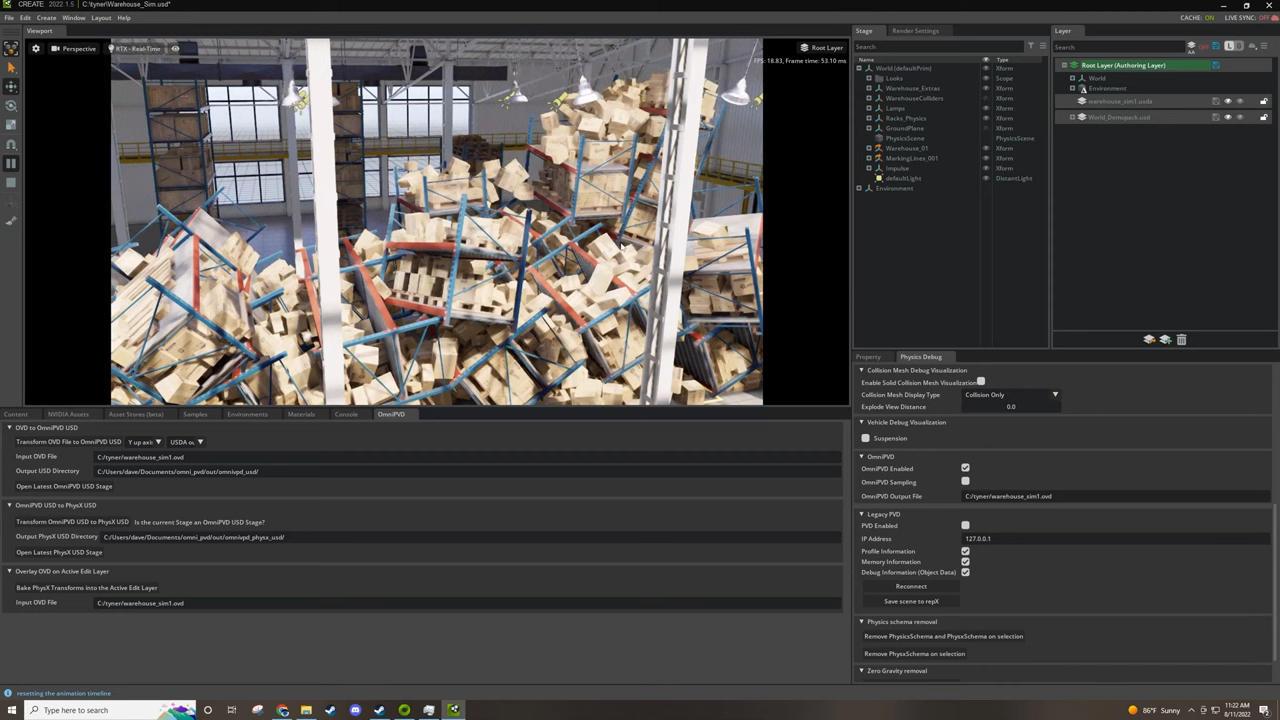 CREATE 2022.1.5 C:\tyner\Warehouse_Sim.usd*
File Edit Create Window Layout Help
CACHE: ON LIVE SYNC: OFF
Viewport
Perspective
RTX - Real-Time
Root Layer
FPS: 18.83, Frame time: 53.10 ms
Stage Render Settings
Search
Name Type
World (defaultPrim) Xform
Looks Scope
Warehouse_Extras Xform
WarehouseColliders Xform
Lamps Xform
Racks_Physics Xform
GroundPlane Xform
PhysicsScene PhysicsScene
Warehouse_01 Xform
MarkingLines_001 Xform
Impulse Xform
defaultLight DistantLight
Environment Xform
Layer
Search
Root Layer (Authoring Layer)
World
Environment
warehouse_sim1.usda
World_Demopack.usd
Content NVIDIA Assets Asset Stores (beta) Samples Environments Materials Console OmniPVD
OVD to OmniPVD USD
Transform OVD File to OmniPVD USD Y up axis USDA ou
Input OVD File C:/tyner/warehouse_sim1.ovd
Output USD Directory C:/Users/dave/Documents/omni_pvd/out/omnivpd_usd/
Open Latest OmniPVD USD Stage
OmniPVD USD to PhysX USD
Transform OmniPVD USD to PhysX USD Is the current Stage an OmniPVD USD Stage?
Output PhysX USD Directory C:/Users/dave/Documents/omni_pvd/out/omnivpd_physx_usd/
Open Latest PhysX USD Stage
Overlay OVD on Active Edit Layer
Bake PhysX Transforms into the Active Edit Layer
Input OVD File C:/tyner/warehouse_sim1.ovd
Property Physics Debug
Collision Mesh Debug Visualization
Enable Solid Collision Mesh Visualization
Collision Mesh Display Type Collision Only
Explode View Distance 0.0
Vehicle Debug Visualization
Suspension
OmniPVD
OmniPVD Enabled
OmniPVD Sampling
OmniPVD Output File C:/tyner/warehouse_sim1.ovd
Legacy PVD
PVD Enabled
IP Address 127.0.0.1
Profile Information
Memory Information
Debug Information (Object Data)
Reconnect
Save scene to repX
Physics schema removal
Remove PhysicsSchema and PhysxSchema on selection
Remove PhysxSchema on selection
Zero Gravity removal
resetting the animation timeline
Type here to search
86°F Sunny
11:22 AM
8/11/2022